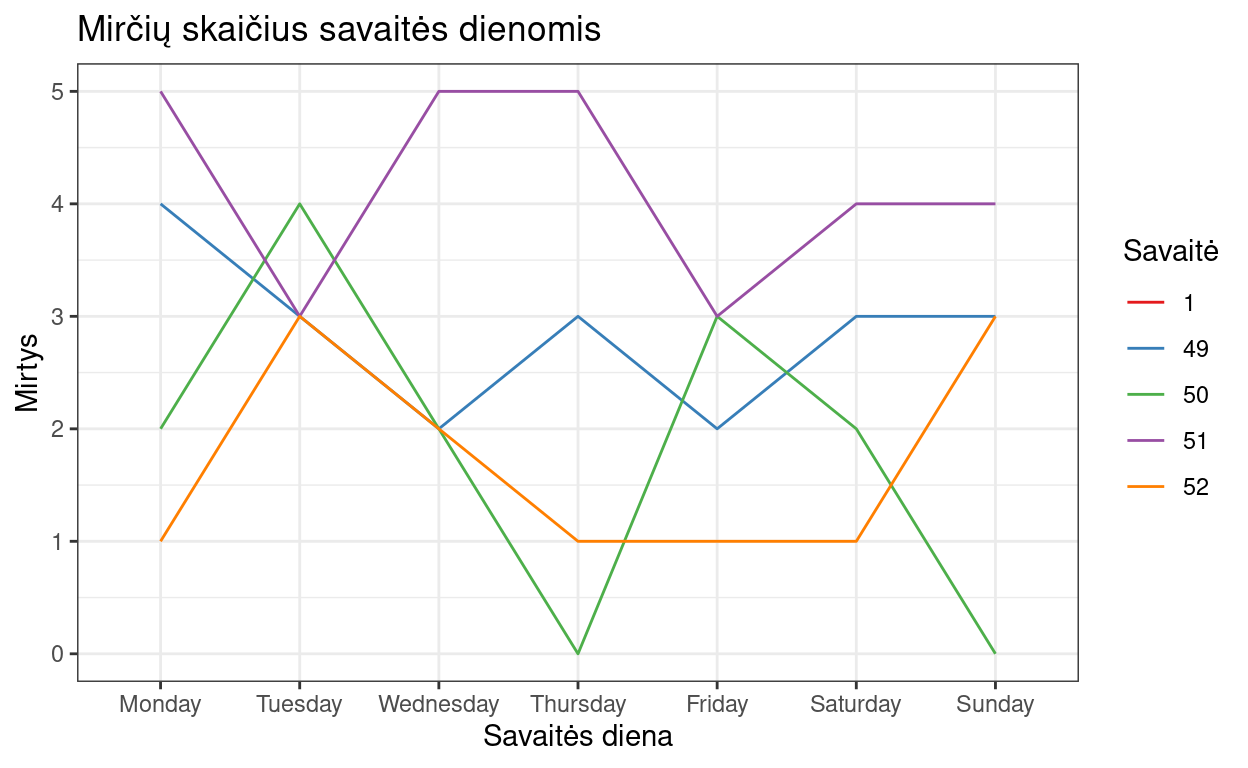 Mirčių skaičius savaitės dienomis
5
4
3
2
1
0
Mirtys
Monday Tuesday Wednesday Thursday Friday Saturday Sunday
Savaitės diena
Savaitė
1
49
50
51
52